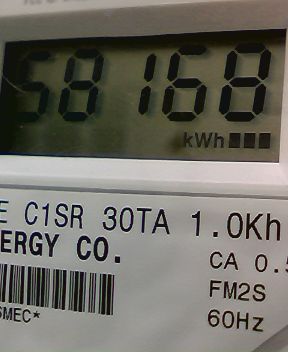 58168
kWh
E C1SR 30TA 1.0Kh
ERGY CO.
CA 0.5
FM2S
SMEC*
60Hz